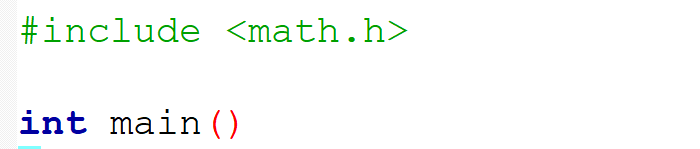 #include <math.h>
int main()